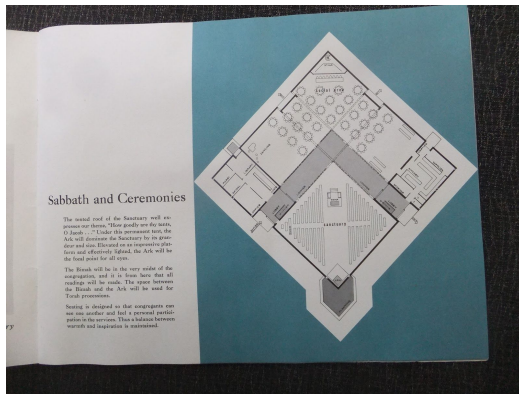 Sabbath and Ceremonies
The tented roof of the Sanctuary well ex-
presses our theme, "How goodly are thy tents,
O Jacob . . ." Under this permanent tent, the
Ark will dominate the Sanctuary by its gran-
deur and size. Elevated on an impressive plat-
form and effectively lighted, the Ark will be
the focal point for all eyes.
The Bimah will be in the very midst of the
congregation, and it is from here that all
readings will be made. The space between
the Bimah and the Ark will be used for
Torah processions.
Seating is designed so that congregants can
see one another and feel a personal partici-
pation in the services. Thus a balance between
warmth and inspiration is maintained.
SOCIAL HALL
SANCTUARY